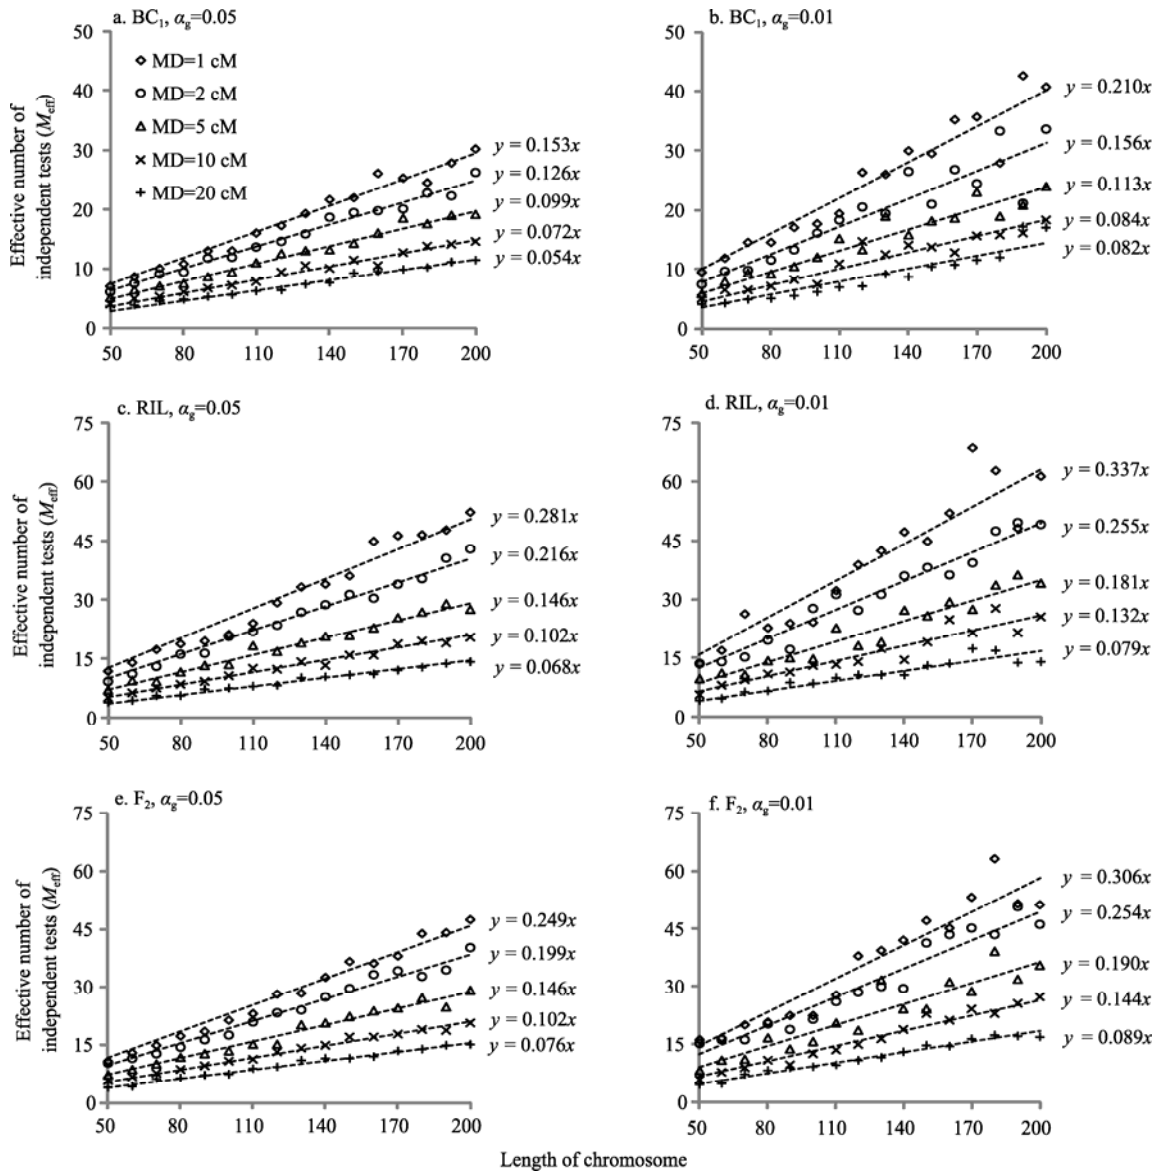 a. BC₁, αg=0.05
Effective number of
independent tests (Meff)
50
40
30
20
10
0
MD=1 cM
MD=2 cM
MD=5 cM
MD=10 cM
MD=20 cM
y = 0.153x
y = 0.126x
y = 0.099x
y = 0.072x
y = 0.054x
50 80 110 140 170 200
b. BC₁, αg=0.01
50
40
30
20
10
0
y = 0.210x
y = 0.156x
y = 0.113x
y = 0.084x
y = 0.082x
50 80 110 140 170 200
c. RIL, αg=0.05
Effective number of
independent tests (Meff)
75
60
45
30
15
0
y = 0.281x
y = 0.216x
y = 0.146x
y = 0.102x
y = 0.068x
50 80 110 140 170 200
d. RIL, αg=0.01
75
60
45
30
15
0
y = 0.337x
y = 0.255x
y = 0.181x
y = 0.132x
y = 0.079x
50 80 110 140 170 200
e. F₂, αg=0.05
Effective number of
independent tests (Meff)
75
60
45
30
15
0
y = 0.249x
y = 0.199x
y = 0.146x
y = 0.102x
y = 0.076x
50 80 110 140 170 200
f. F₂, αg=0.01
75
60
45
30
15
0
y = 0.306x
y = 0.254x
y = 0.190x
y = 0.144x
y = 0.089x
50 80 110 140 170 200
Length of chromosome